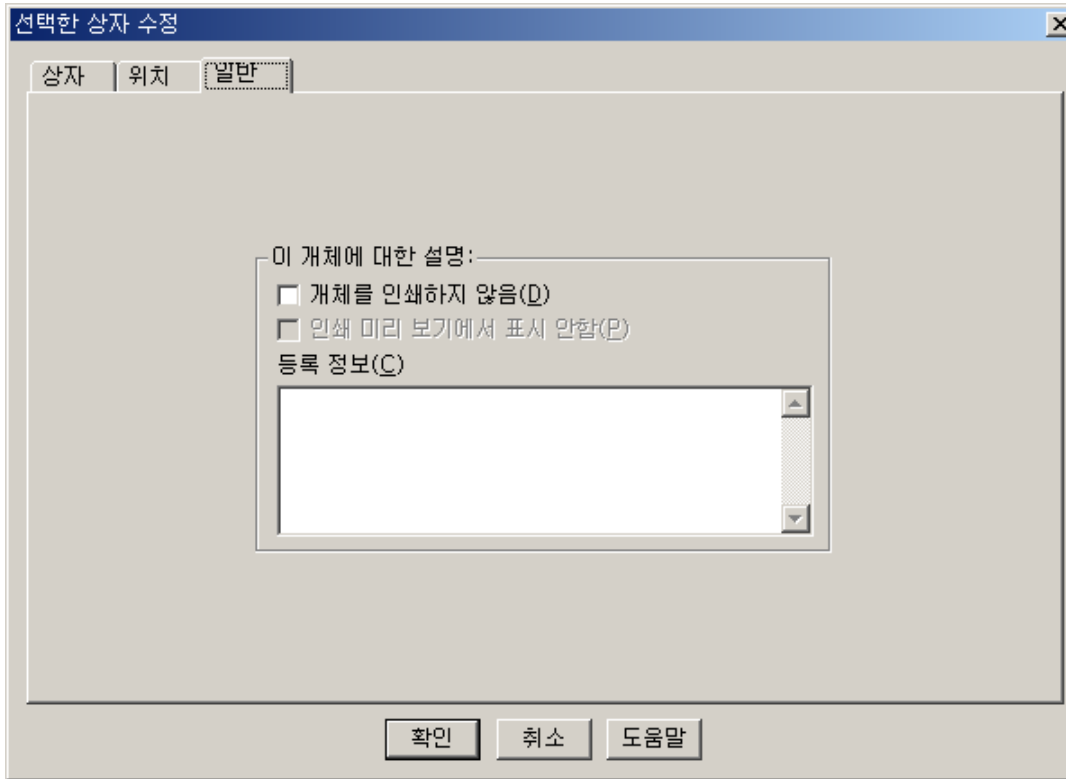 선택한 상자 수정
상자 위치 일반
이 개체에 대한 설명:
개체를 인쇄하지 않음(D)
인쇄 미리 보기에서 표시 안함(P)
등록 정보(C)
확인 취소 도움말